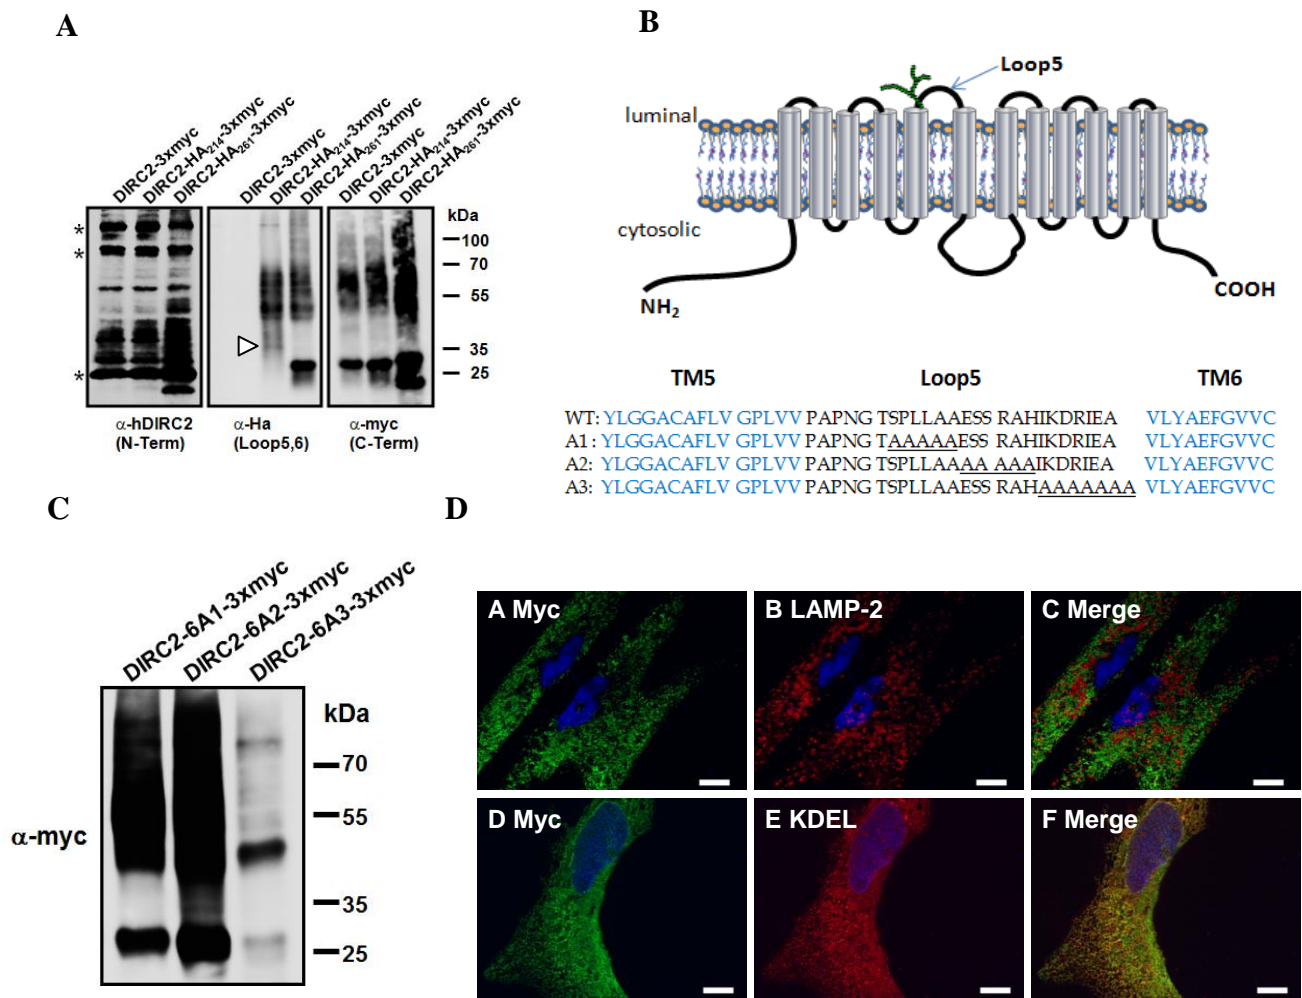 A
DIRC2-3xmyc
DIRC2-HA214-3xmyc
DIRC2-HA261-3xmyc
DIRC2-3xmyc
DIRC2-HA214-3xmyc
DIRC2-HA261-3xmyc
DIRC2-3xmyc
DIRC2-HA214-3xmyc
DIRC2-HA261-3xmyc
kDa
100
70
55
35
25
*
*
*
α-hDIRC2
(N-Term)
α-Ha
(Loop5,6)
α-myc
(C-Term)
B
Loop5
luminal
cytosolic
NH2
COOH
TM5 Loop5 TM6
WT: YLGGACAFLV GPLVV PAPNG TSPLLAAESS RAHIKDRIEA VLYAEFGVVC
A1: YLGGACAFLV GPLVV PAPNG TAAAAAESS RAHIKDRIEA VLYAEFGVVC
A2: YLGGACAFLV GPLVV PAPNG TSPLLAAAA AAAIKDRIEA VLYAEFGVVC
A3: YLGGACAFLV GPLVV PAPNG TSPLLAAESS RAHAAAAAAA VLYAEFGVVC
C
DIRC2-6A1-3xmyc
DIRC2-6A2-3xmyc
DIRC2-6A3-3xmyc
kDa
70
55
35
25
α-myc
D
A Myc
B LAMP-2
C Merge
D Myc
E KDEL
F Merge